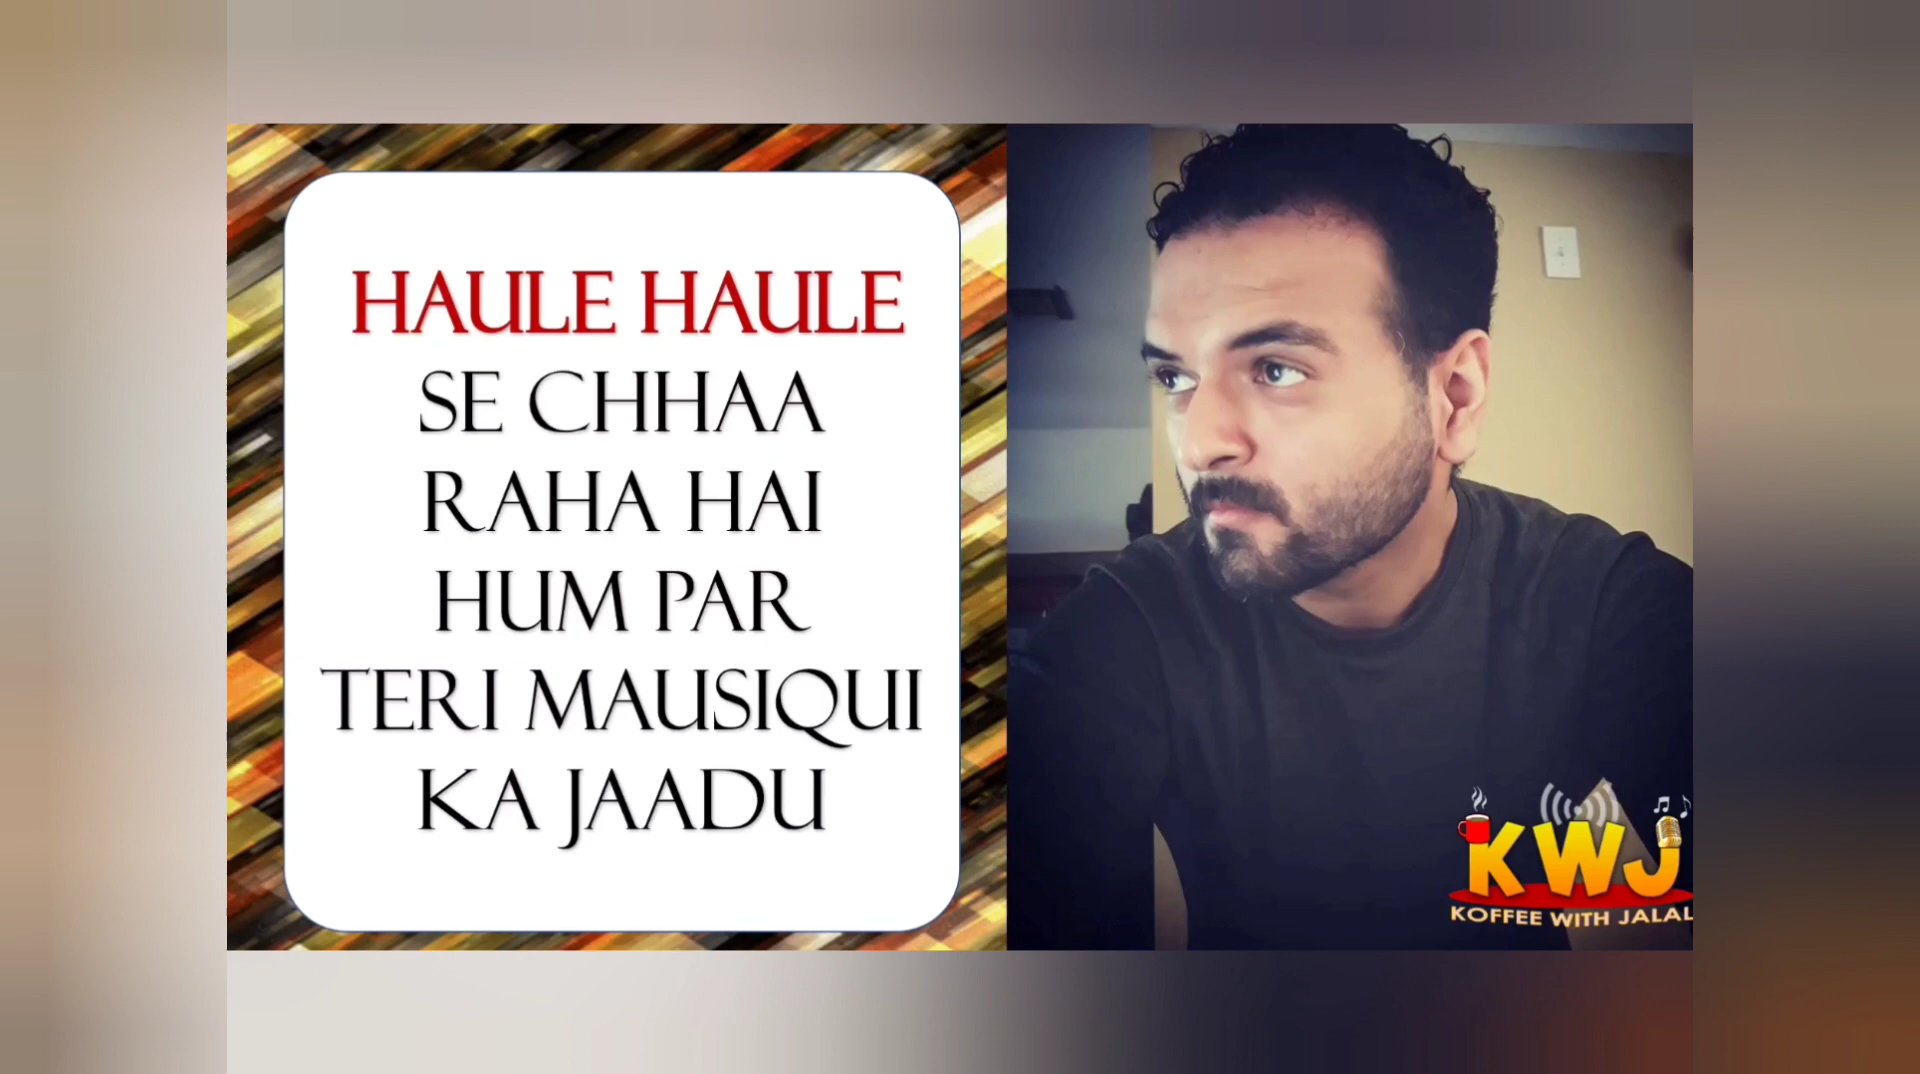 HAULE HAULE
SE CHHAA
RAHA HAI
HUM PAR
TERI MAUSIQUI
KA JAADU
KWJ
KOFFEE WITH JALAL